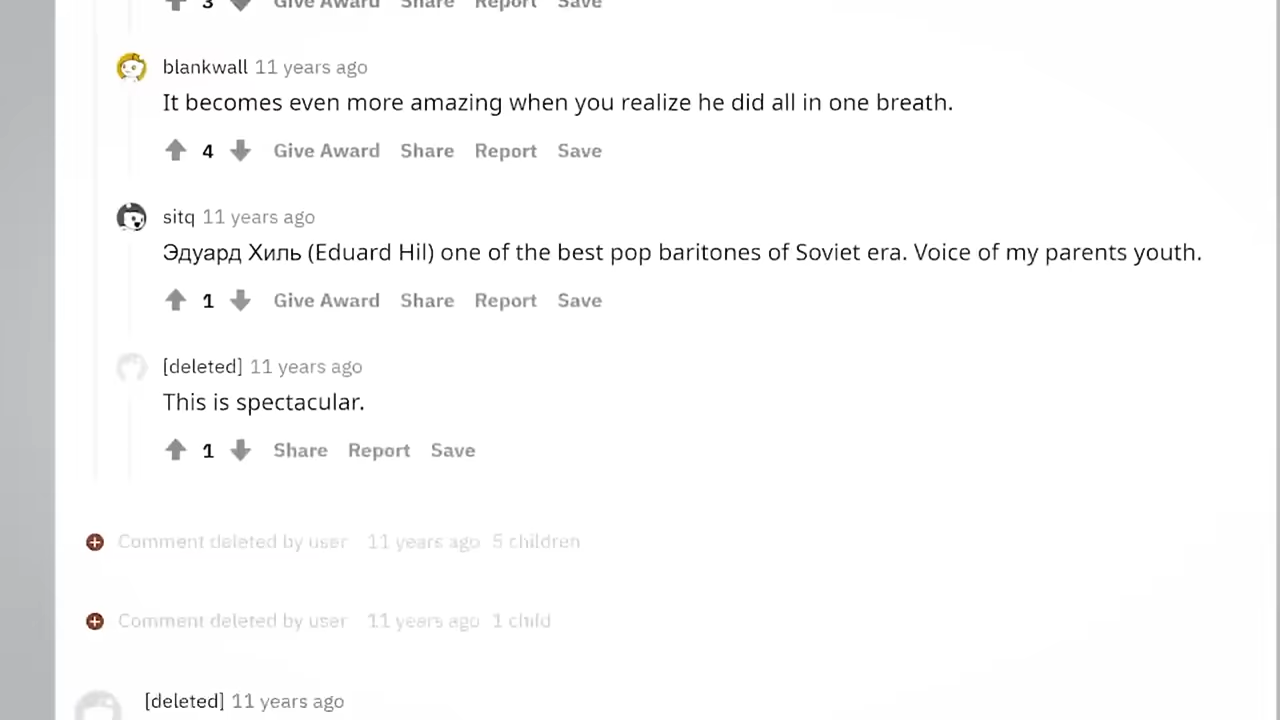 3 Give Award Share Report Save
blankwall 11 years ago
It becomes even more amazing when you realize he did all in one breath.
4 Give Award Share Report Save
sitq 11 years ago
Эдуард Хиль (Eduard Hil) one of the best pop baritones of Soviet era. Voice of my parents youth.
1 Give Award Share Report Save
[deleted] 11 years ago
This is spectacular.
1 Share Report Save
Comment deleted by user 11 years ago 5 children
Comment deleted by user 11 years ago 1 child
[deleted] 11 years ago